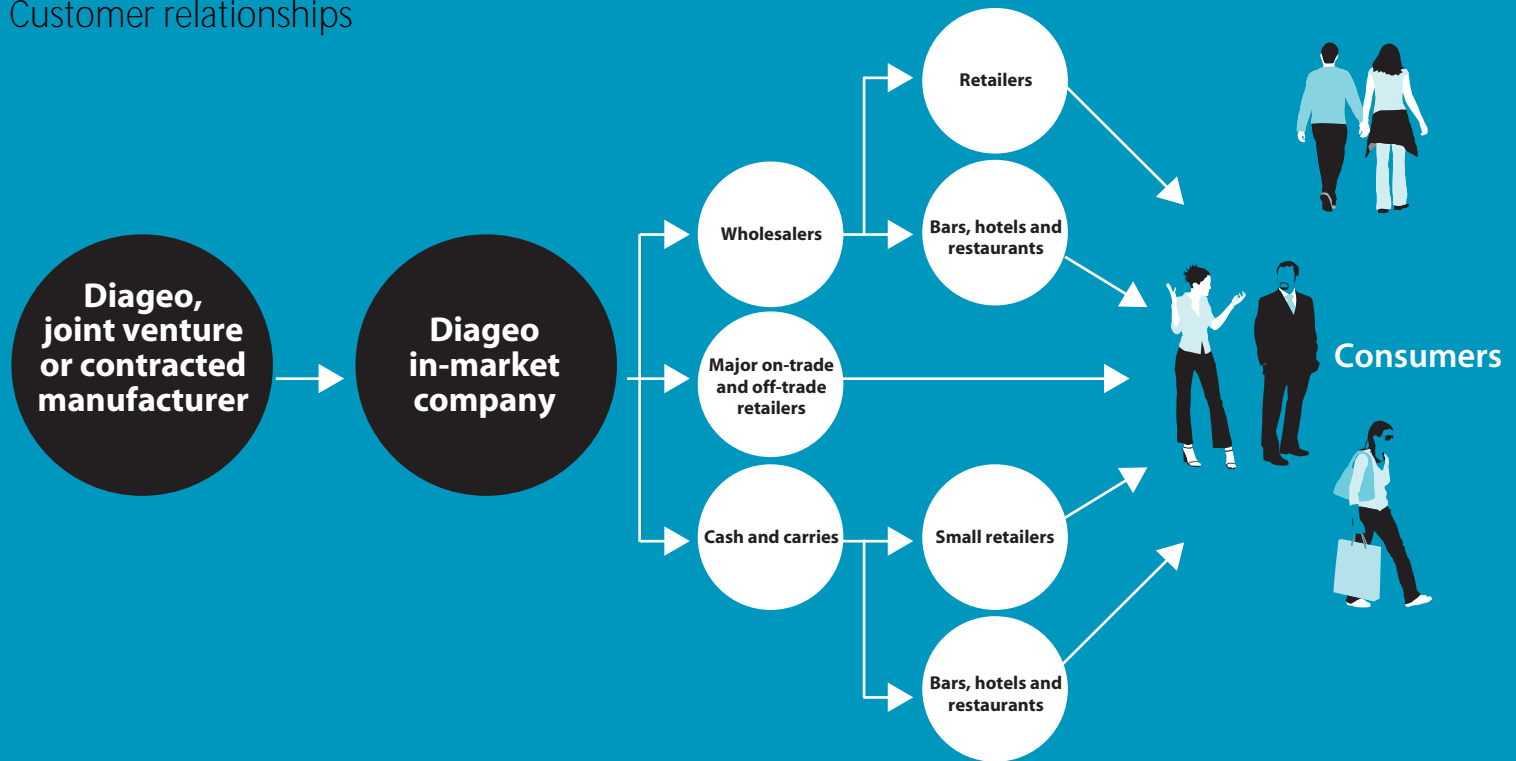 Customer relationships
Diageo,
joint venture
or contracted
manufacturer
Diageo
in-market
company
Wholesalers
Major on-trade
and off-trade
retailers
Cash and carries
Retailers
Bars, hotels and
restaurants
Small retailers
Bars, hotels and
restaurants
Consumers